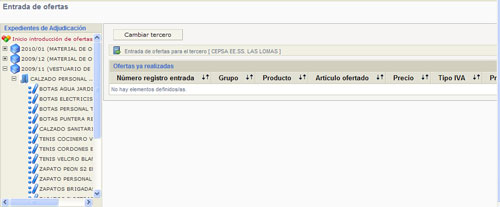 Entrada de ofertas
Expedientes de Adjudicación
Inicio introducción de ofertas
2010/01 (MATERIAL DE O
2009/12 (MATERIAL DE O
2009/11 (VESTUARIO DE
CALZADO PERSONAL ...
BOTAS AGUA JARDI
BOTAS ELECTRICIS
BOTAS PERSONAL T
BOTAS PUNTERA RE
CALZADO SANITARI
TENIS COCINERO V
TENIS CORDONES B
TENIS VELCRO BLA
ZAPATO PEON S2 E
ZAPATO PERSONAL
ZAPATOS BRIGADAS
Cambiar tercero
Entrada de ofertas para el tercero [ CEPSA EE.SS. LAS LOMAS ]
Ofertas ya realizadas
Número registro entrada Grupo Producto Artículo ofertado Precio Tipo IVA Pr
No hay elementos definidos/as.